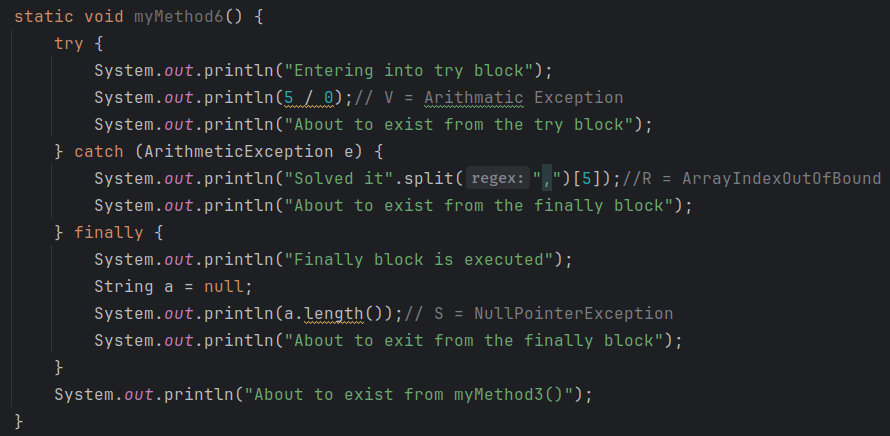 static void myMethod6() {
    try {
        System.out.println("Entering into try block");
        System.out.println(5 / 0);// V = Arithmatic Exception
        System.out.println("About to exist from the try block");
    } catch (ArithmeticException e) {
        System.out.println("Solved it".split( regex: ",")[5]);//R = ArrayIndexOutOfBound
        System.out.println("About to exist from the finally block");
    } finally {
        System.out.println("Finally block is executed");
        String a = null;
        System.out.println(a.length());// S = NullPointerException
        System.out.println("About to exit from the finally block");
    }
    System.out.println("About to exist from myMethod3()");
}